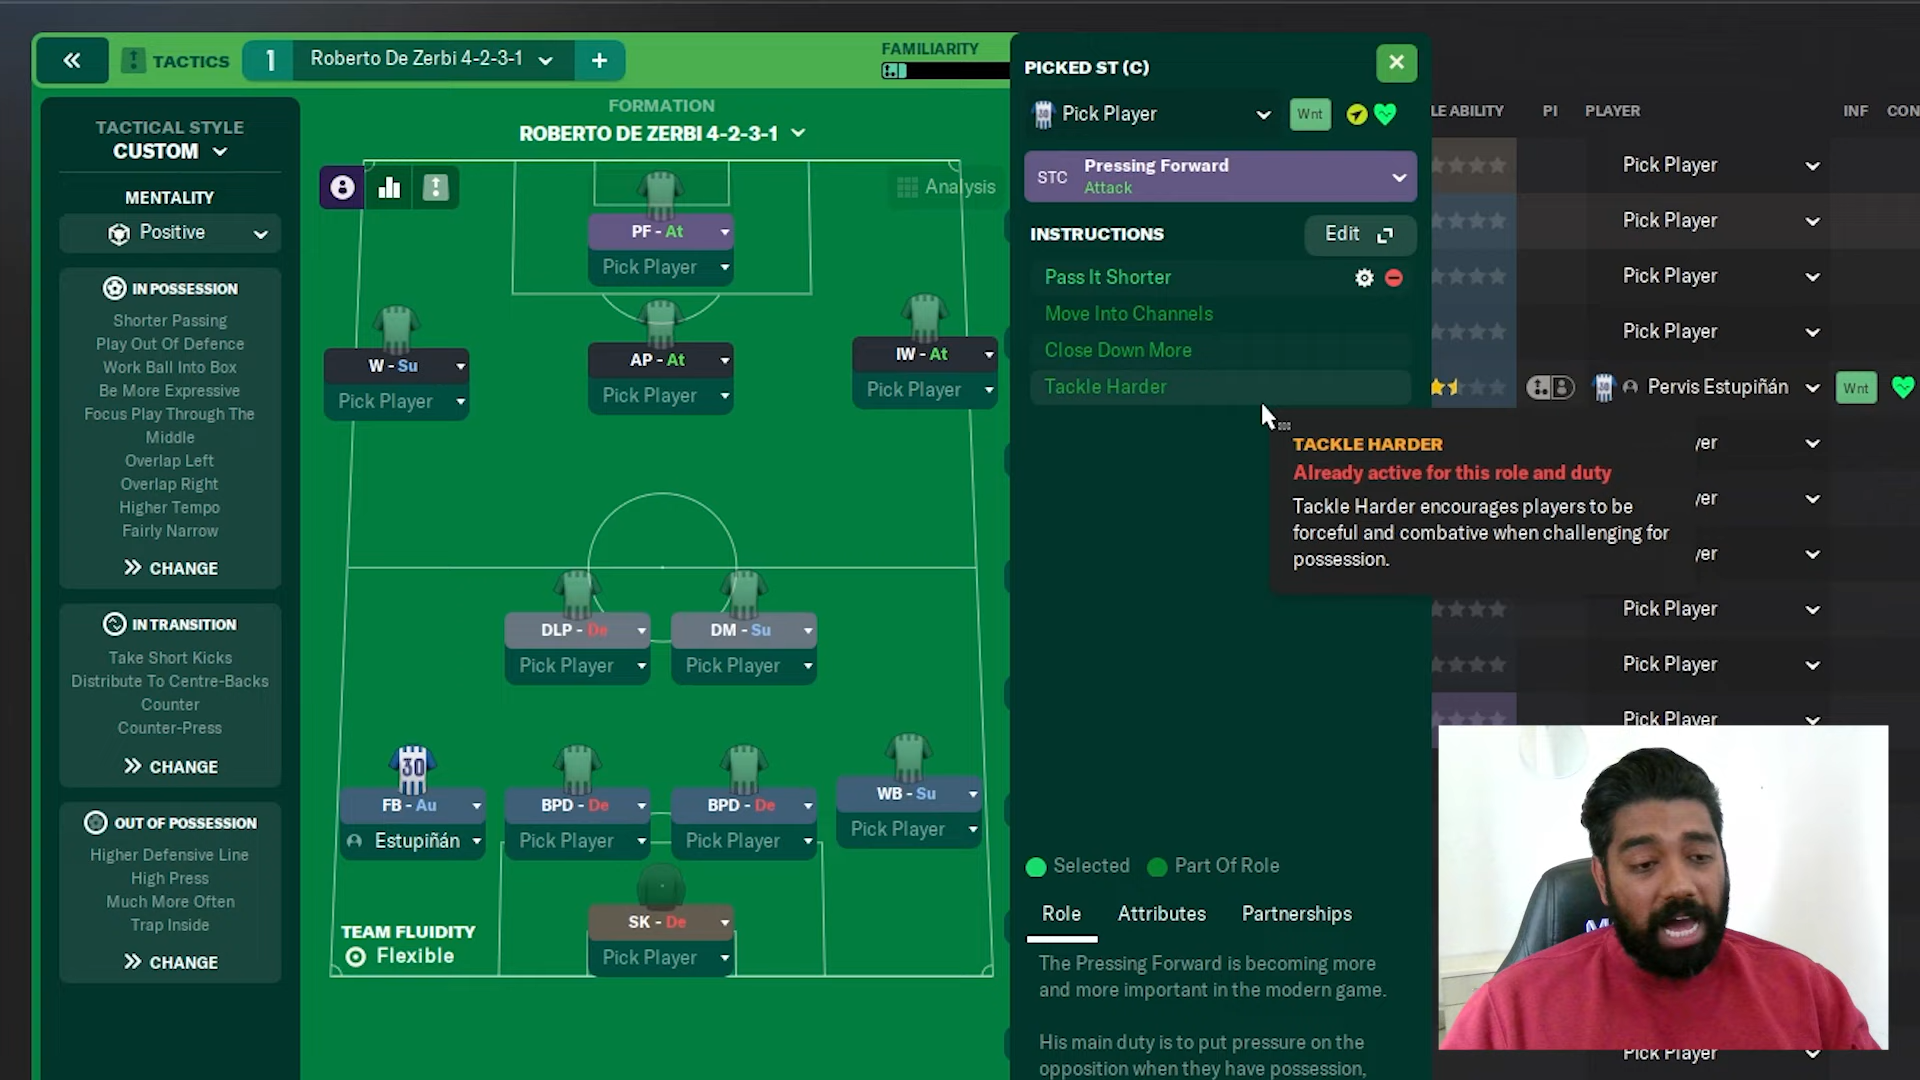 TACTICS
1
Roberto De Zerbi 4-2-3-1
+
FAMILIARITY
TACTICAL STYLE
CUSTOM
MENTALITY
Positive
IN POSSESSION
Shorter Passing
Play Out Of Defence
Work Ball Into Box
Be More Expressive
Focus Play Through The
Middle
Overlap Left
Overlap Right
Higher Tempo
Fairly Narrow
CHANGE
IN TRANSITION
Take Short Kicks
Distribute To Centre-Backs
Counter
Counter-Press
CHANGE
OUT OF POSSESSION
Higher Defensive Line
High Press
Much More Often
Trap Inside
CHANGE
FORMATION
ROBERTO DE ZERBI 4-2-3-1
Analysis
PF - At
Pick Player
W - Su
Pick Player
AP - At
Pick Player
IW - At
Pick Player
DLP - De
Pick Player
DM - Su
Pick Player
30
FB - Au
Estupiñán
BPD - De
Pick Player
BPD - De
Pick Player
WB - Su
Pick Player
SK - De
Pick Player
TEAM FLUIDITY
Flexible
PICKED ST (C)
30
Pick Player
Wnt
STC
Pressing Forward
Attack
INSTRUCTIONS
Edit
Pass It Shorter
Move Into Channels
Close Down More
Tackle Harder
TACKLE HARDER
Already active for this role and duty
Tackle Harder encourages players to be
forceful and combative when challenging for
possession.
Selected
Part Of Role
Role
Attributes
Partnerships
The Pressing Forward is becoming more
and more important in the modern game.
His main duty is to put pressure on the
opposition when they have possession,
LE ABILITY
PI
PLAYER
INF
CON
Pick Player
Pick Player
Pick Player
Pick Player
30
Pervis Estupiñán
Wnt
yer
yer
yer
Pick Player
Pick Player
Pick Player
Pick Player